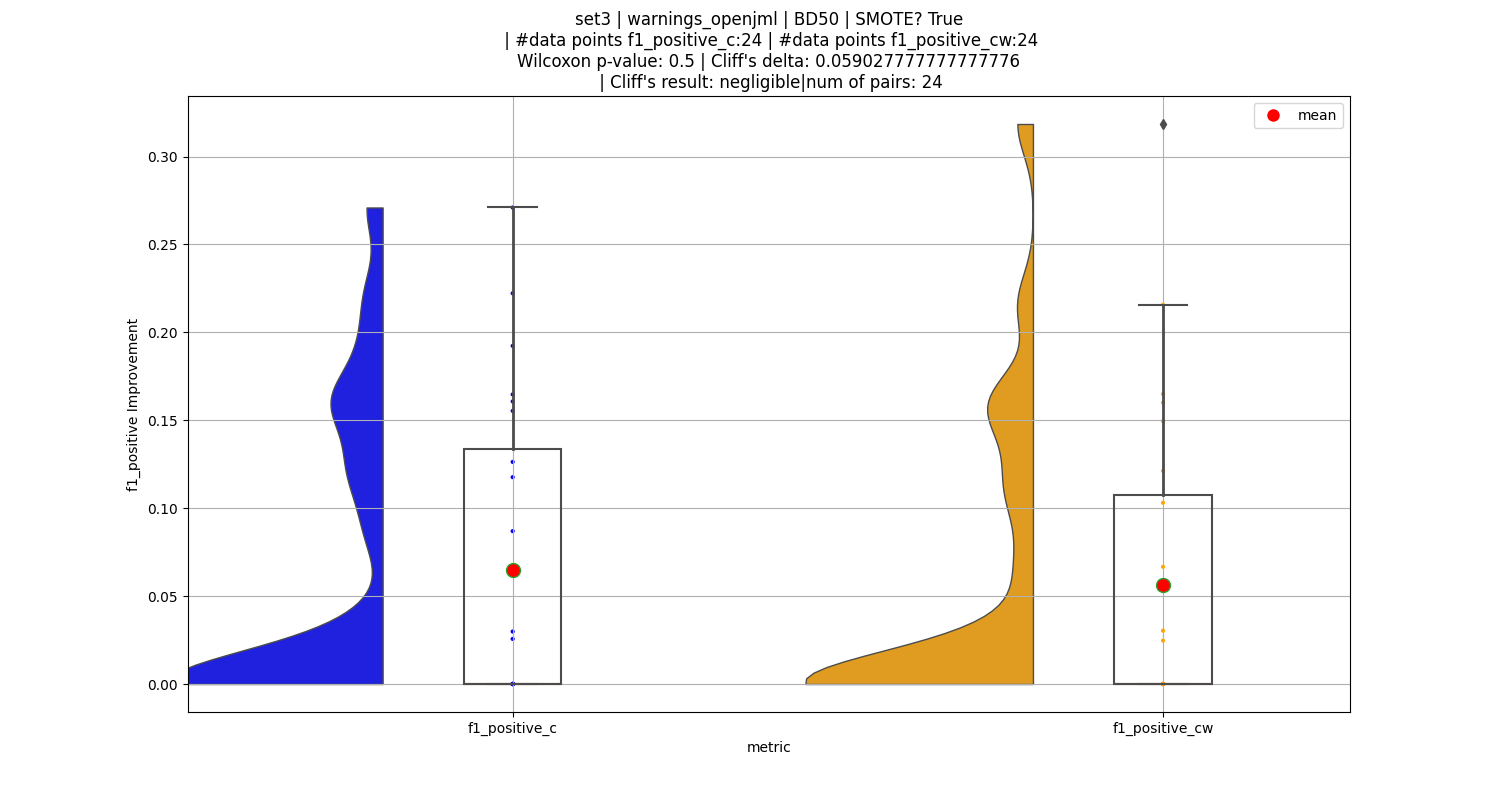 set3 | warnings_openjml | BD50 | SMOTE? True
| #data points f1_positive_c:24 | #data points f1_positive_cw:24
Wilcoxon p-value: 0.5 | Cliff's delta: 0.059027777777777776
| Cliff's result: negligible|num of pairs: 24
mean
0.30
0.25
0.20
0.15
0.10
0.05
0.00
f1_positive Improvement
f1_positive_c
f1_positive_cw
metric